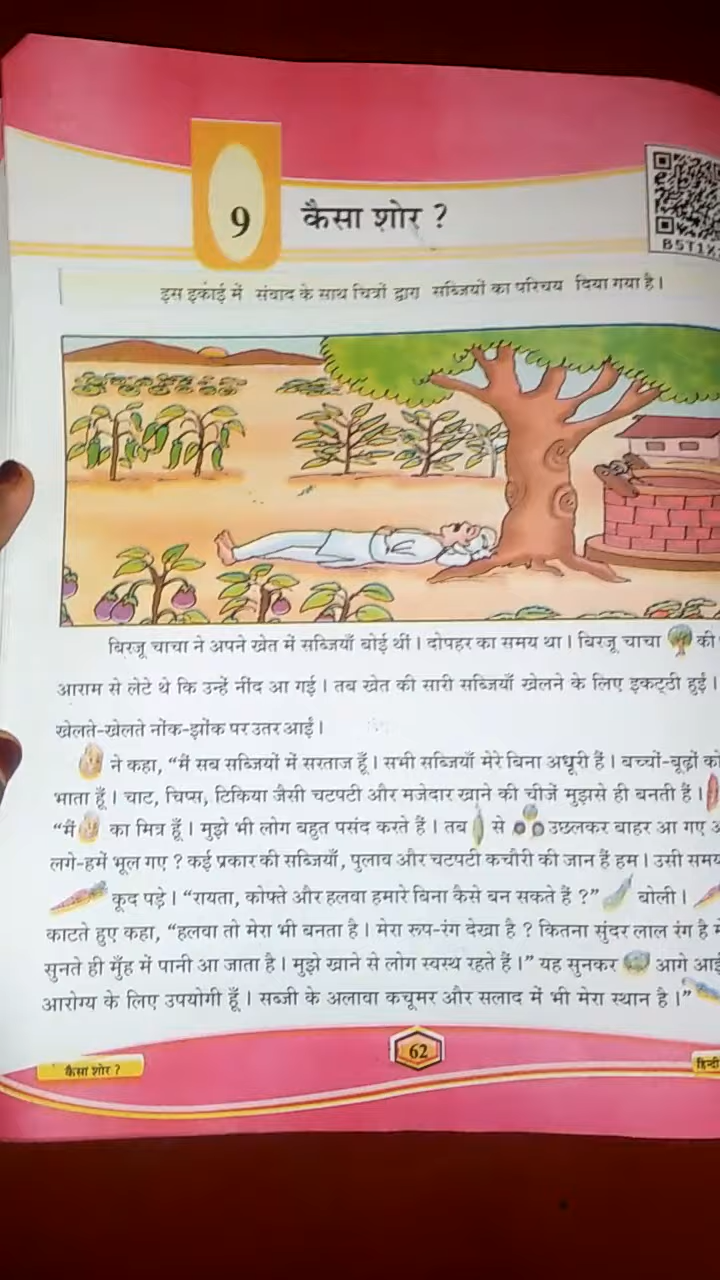 9
कैसा शोर ?
B5T1X
इस इकाई में संवाद के साथ चित्रों द्वारा सब्जियों का परिचय दिया गया है।
बिरजू चाचा ने अपने खेत में सब्जियाँ बोई थीं। दोपहर का समय था। बिरजू चाचा की
आराम से लेटे थे कि उन्हें नींद आ गई। तब खेत की सारी सब्जियाँ खेलने के लिए इकट्ठी हुईं।
खेलते-खेलते नोंक-झोंक पर उतर आईं।
ने कहा, “मैं सब सब्जियों में सरताज हूँ। सभी सब्जियाँ मेरे बिना अधूरी हैं। बच्चों-बूढ़ों को
भाता हूँ। चाट, चिप्स, टिकिया जैसी चटपटी और मजेदार खाने की चीजें मुझसे ही बनती हैं।
“मैं का मित्र हूँ। मुझे भी लोग बहुत पसंद करते हैं। तब से उछलकर बाहर आ गए
लगे-हमें भूल गए ? कई प्रकार की सब्जियाँ, पुलाव और चटपटी कचौरी की जान हैं हम। उसी समय
कूद पड़े। “रायता, कोफ्ते और हलवा हमारे बिना कैसे बन सकते हैं ?” बोली।
काटते हुए कहा, “हलवा तो मेरा भी बनता है। मेरा रूप-रंग देखा है ? कितना सुंदर लाल रंग है
सुनते ही मुँह में पानी आ जाता है। मुझे खाने से लोग स्वस्थ रहते हैं।” यह सुनकर आगे आई
आरोग्य के लिए उपयोगी हूँ। सब्जी के अलावा कचूमर और सलाद में भी मेरा स्थान है।”
कैसा शोर ?
62
हिन्दी